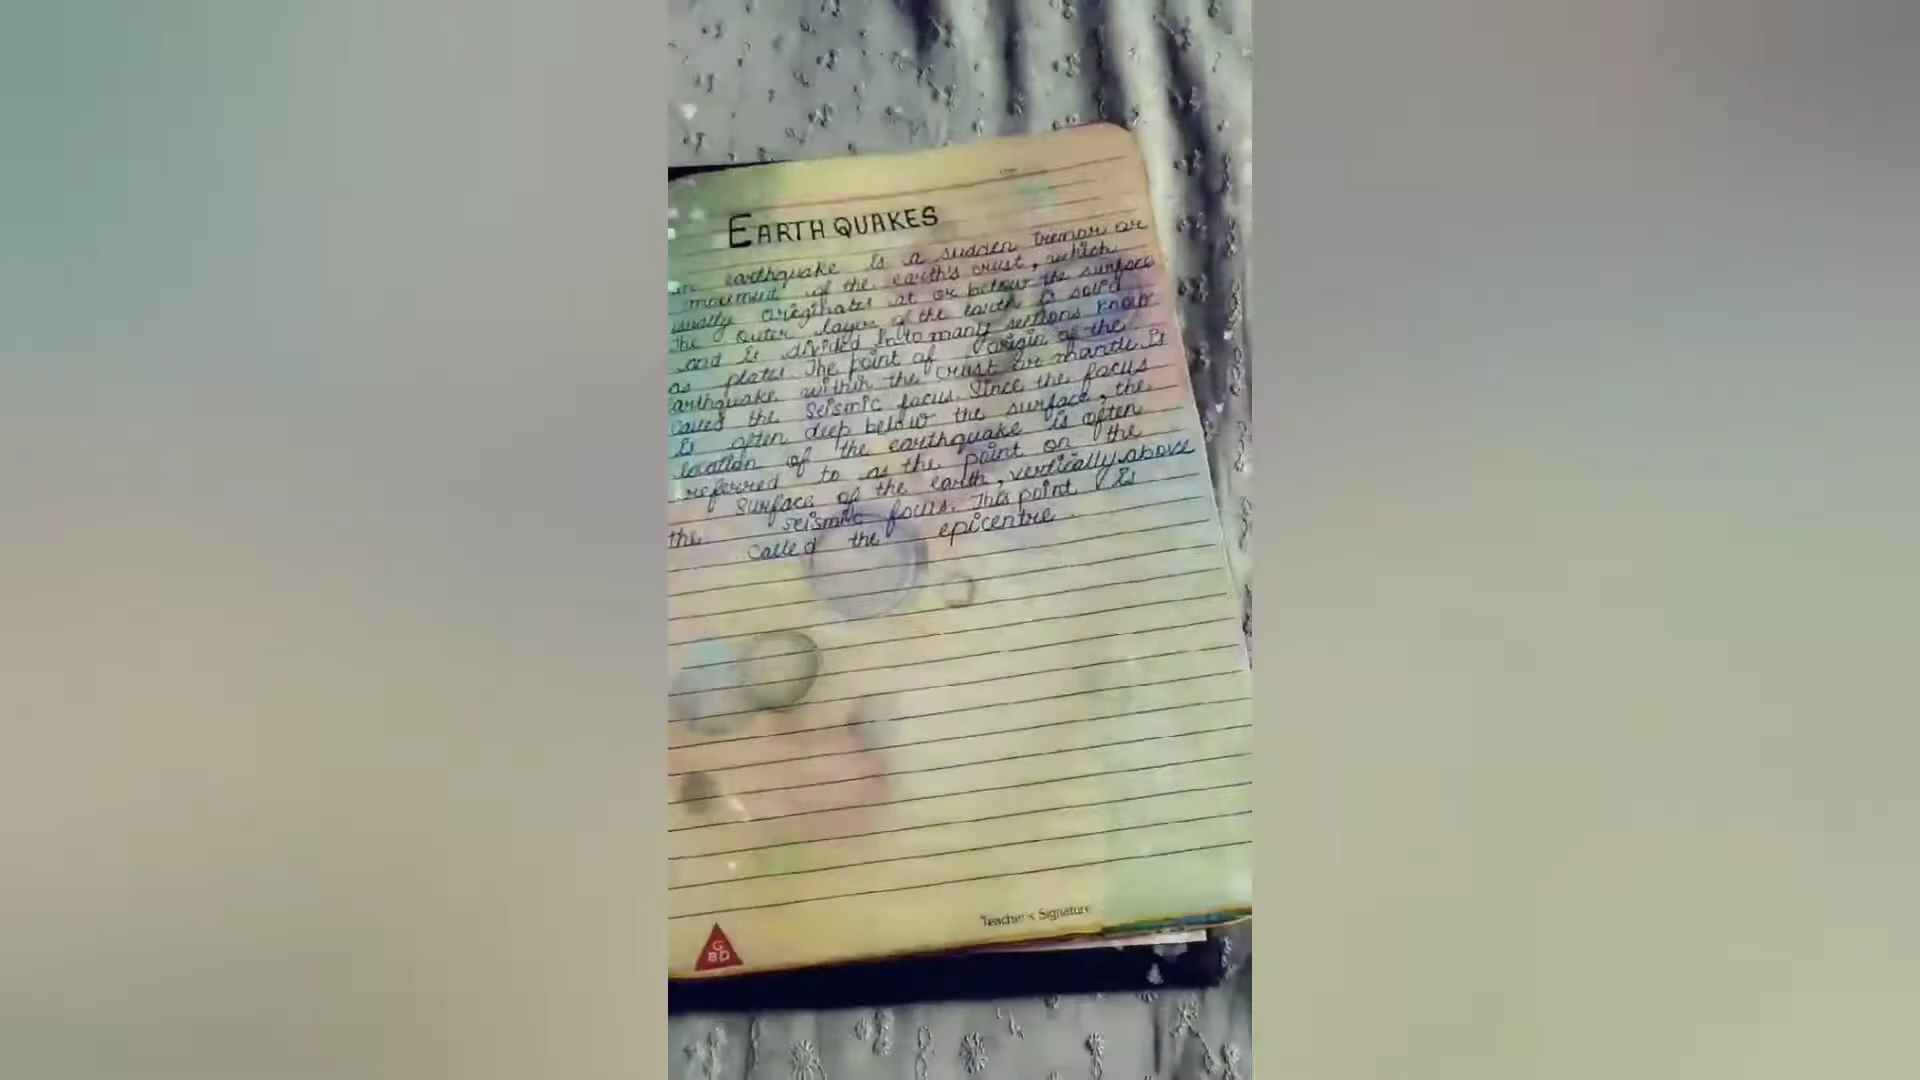 EARTHQUAKES
an earthquake is a sudden tremor or
movement of the earth's crust, which
usually originates at or below the surface
The outer layer of the earth is solid
and is divided into many sections know
as plates. The point of origin of the
earthquake within the crust or mantle is
called the seismic focus. Since the focus
is often deep below the surface, the
location of the earthquake is often
referred to as the point on the
surface of the earth, vertically above
the seismic focus. This point is
called the epicentre.
Teacher's Signature
G
BD